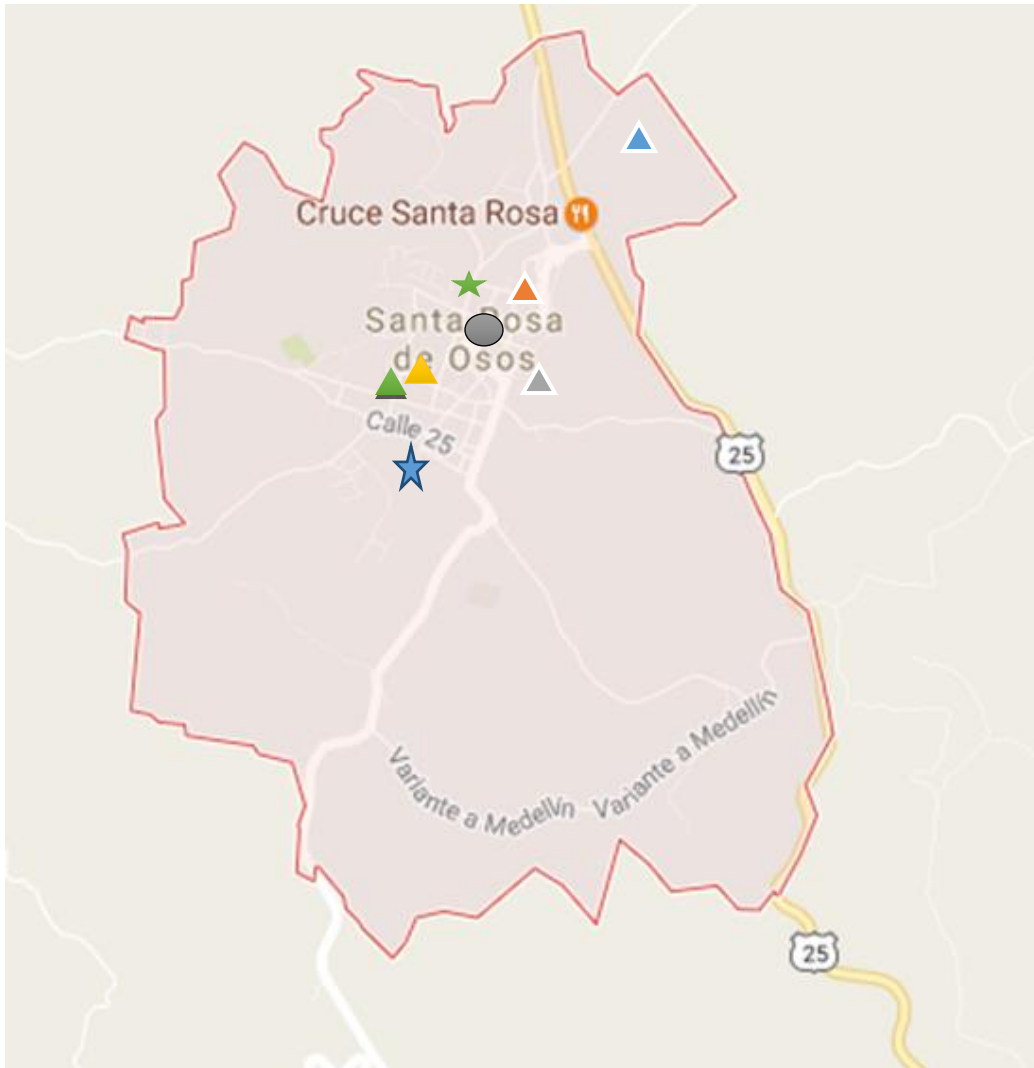 Cruce Santa Rosa
Santa Rosa
de Osos
Calle 25
25
Variante a Medellín
Variante a Medellín
25